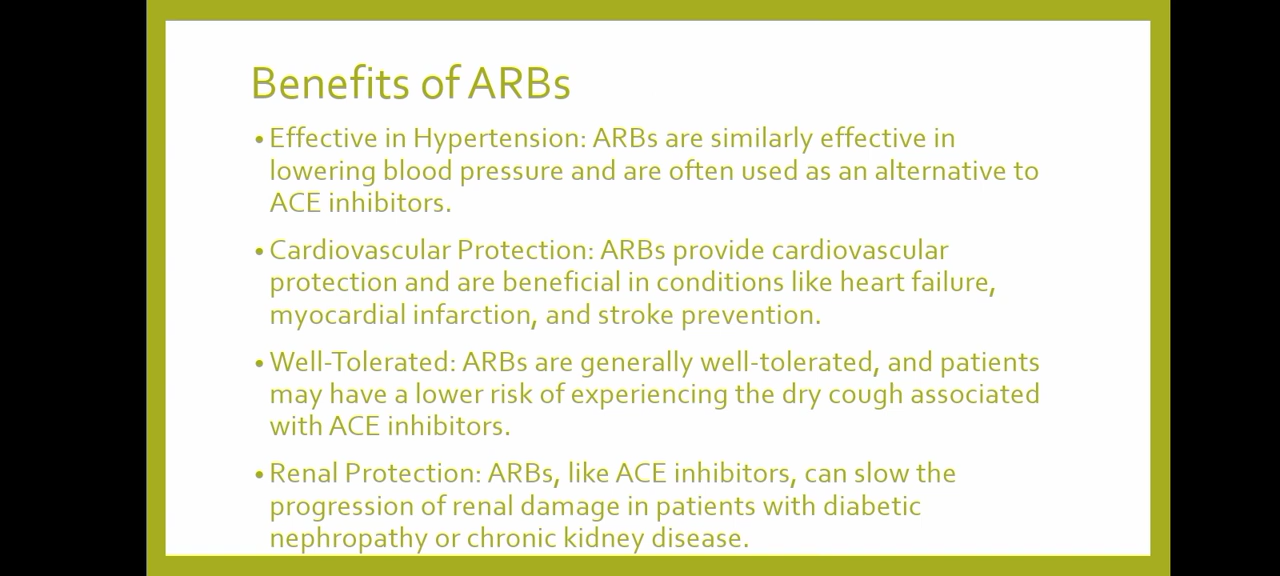 Benefits of ARBs
• Effective in Hypertension: ARBs are similarly effective in
lowering blood pressure and are often used as an alternative to
ACE inhibitors.
• Cardiovascular Protection: ARBs provide cardiovascular
protection and are beneficial in conditions like heart failure,
myocardial infarction, and stroke prevention.
• Well-Tolerated: ARBs are generally well-tolerated, and patients
may have a lower risk of experiencing the dry cough associated
with ACE inhibitors.
• Renal Protection: ARBs, like ACE inhibitors, can slow the
progression of renal damage in patients with diabetic
nephropathy or chronic kidney disease.